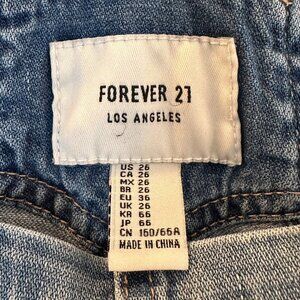 FOREVER 21
LOS ANGELES
US 26
CA 26
MX 26
BR 26
EU 36
UK 26
KR 66
JP 66
CN 160/66A
MADE IN CHINA